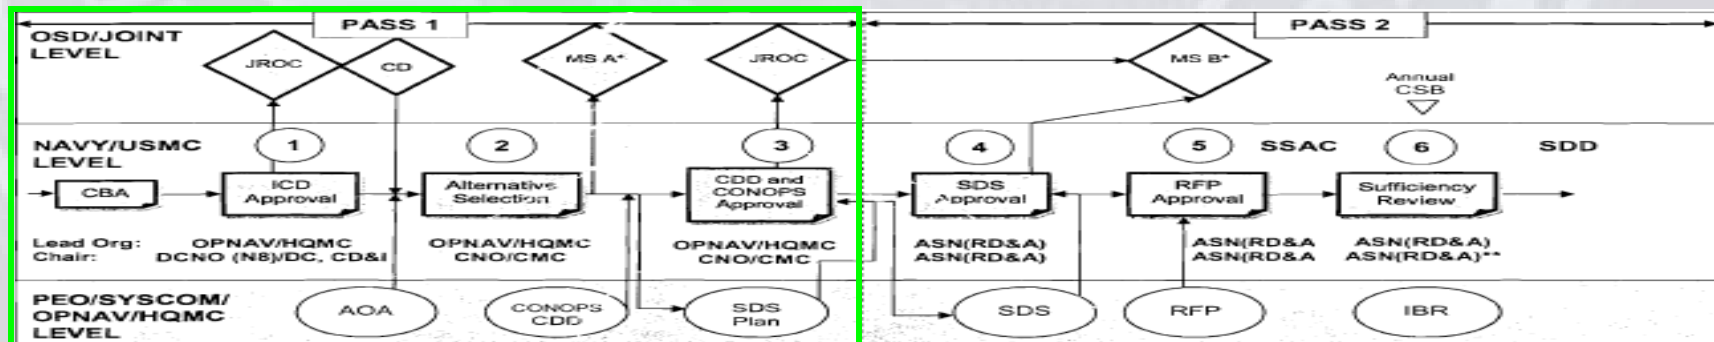 PASS 1
PASS 2
OSD/JOINT
LEVEL
JROC
CD
MS A*
JROC
MS B*
Annual
CSB
NAVY/USMC
LEVEL
1
2
3
4
5
SSAC
6
SDD
CBA
ICD
Approval
Alternative
Selection
CDD and
CONOPS
Approval
SDS
Approval
RFP
Approval
Sufficiency
Review
Lead Org:
Chair:
OPNAV/HQMC
DCNO (N8)/DC, CD&I
OPNAV/HQMC
CNO/CMC
OPNAV/HQMC
CNO/CMC
ASN(RD&A)
ASN(RD&A)
ASN(RD&A
ASN(RD&A
ASN(RD&A)
ASN(RD&A)**
PEO/SYSCOM/
OPNAV/HQMC
LEVEL
AOA
CONOPS
CDD
SDS
Plan
SDS
RFP
IBR